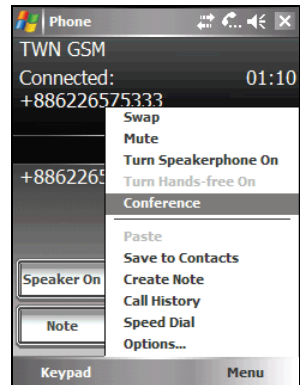 Phone
TWN GSM
Connected: 01:10
+886226575333
Swap
Mute
Turn Speakerphone On
+8862265
Turn Hands-free On
Conference
Paste
Save to Contacts
Speaker On
Create Note
Call History
Note
Speed Dial
Options...
Keypad Menu